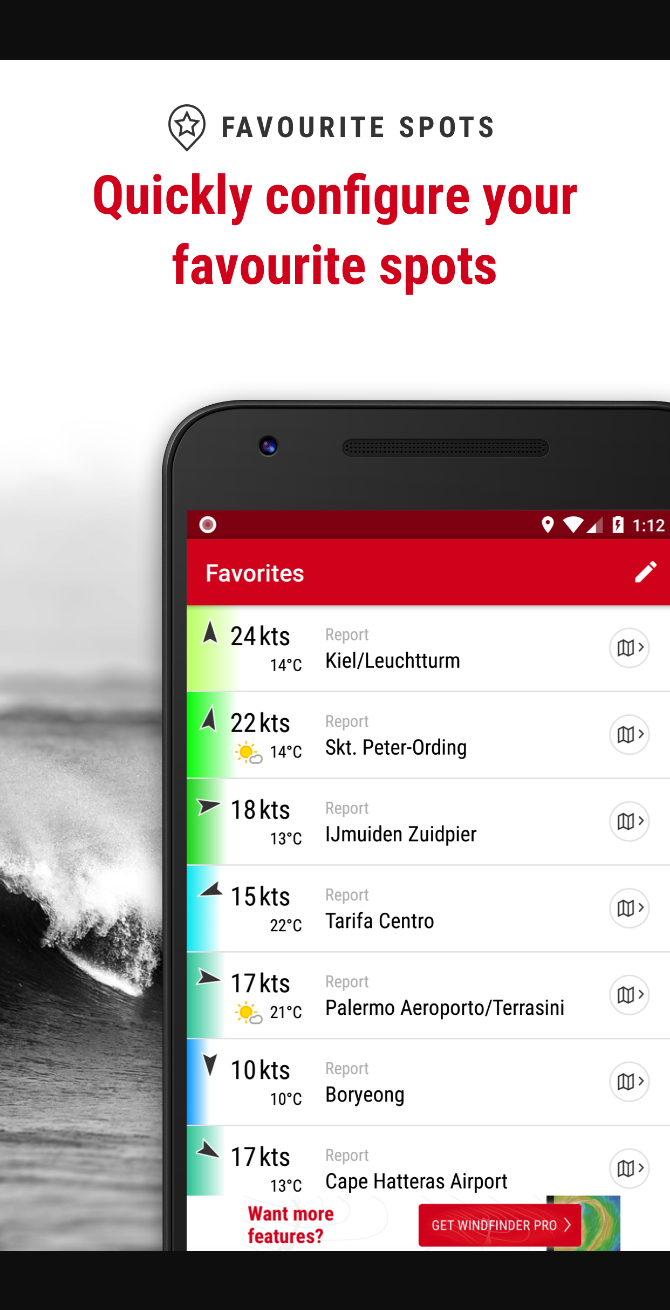 FAVOURITE SPOTS
Quickly configure your
favourite spots
1:12
Favorites
24 kts
Report
14°C
Kiel/Leuchtturm
22 kts
Report
14°C
Skt. Peter-Ording
18 kts
Report
13°C
IJmuiden Zuidpier
15 kts
Report
22°C
Tarifa Centro
17 kts
Report
21°C
Palermo Aeroporto/Terrasini
10 kts
Report
10°C
Boryeong
17 kts
Report
13°C
Cape Hatteras Airport
Want more
features?
GET WINDFINDER PRO